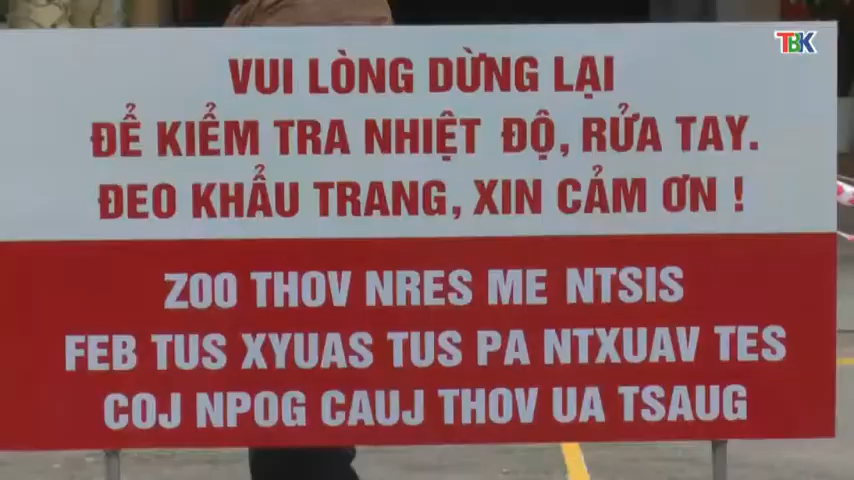 TBK
VUI LÒNG DỪNG LẠI
ĐỂ KIỂM TRA NHIỆT ĐỘ, RỬA TAY.
ĐEO KHẨU TRANG, XIN CẢM ƠN !
ZOO THOV NRES ME NTSIS
FEB TUS XYUAS TUS PA NTXUAV TES
COJ NPOG CAUJ THOV UA TSAUG